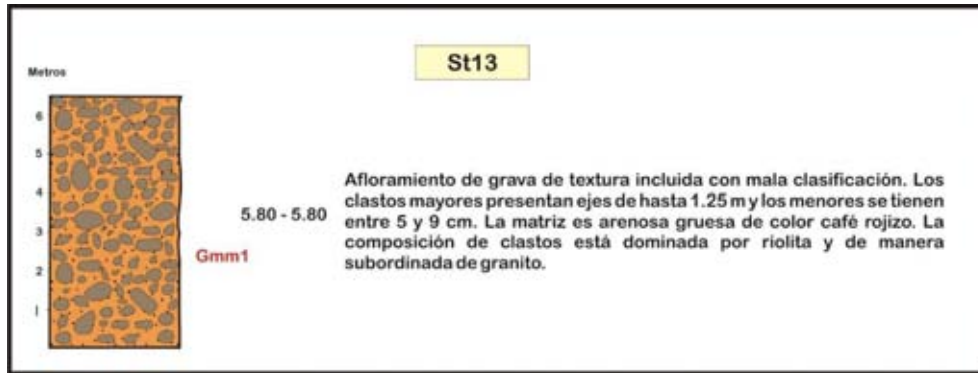 St13
Metros
6
5
4
3
2
1
5.80 - 5.80
Gmm1
Afloramiento de grava de textura incluida con mala clasificación. Los
clastos mayores presentan ejes de hasta 1.25 m y los menores se tienen
entre 5 y 9 cm. La matriz es arenosa gruesa de color café rojizo. La
composición de clastos está dominada por riolita y de manera
subordinada de granito.